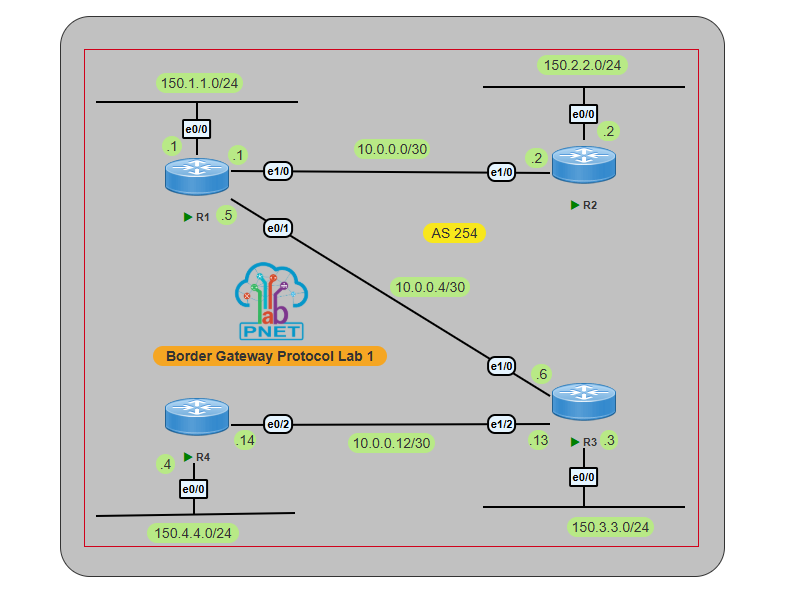 150.1.1.0/24
150.2.2.0/24
e0/0
e0/0
.1
.2
.1
10.0.0.0/30
.2
e1/0
e1/0
R1
.5
R2
e0/1
AS 254
10.0.0.4/30
lab
PNET
Border Gateway Protocol Lab 1
e1/0
.6
e0/2
e1/2
.14
10.0.0.12/30
.13
R3
.3
.4
R4
e0/0
e0/0
150.4.4.0/24
150.3.3.0/24